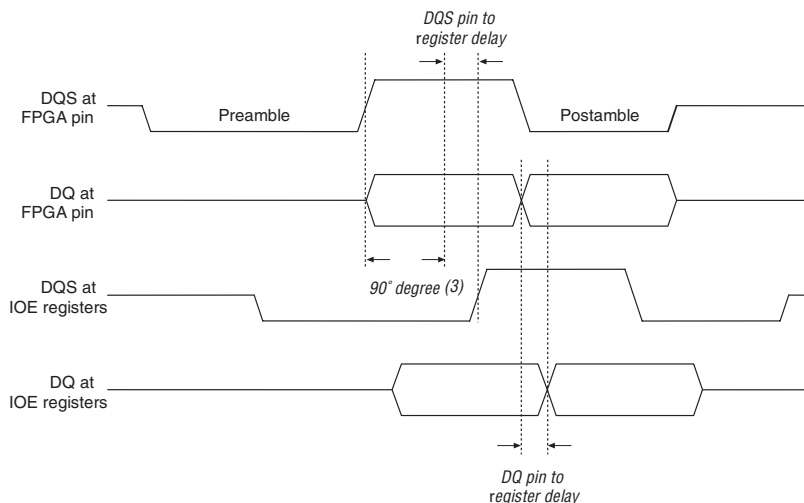 DQS pin to
register delay
DQS at
FPGA pin
Preamble
Postamble
DQ at
FPGA pin
90˚ degree (3)
DQS at
IOE registers
DQ at
IOE registers
DQ pin to
register delay